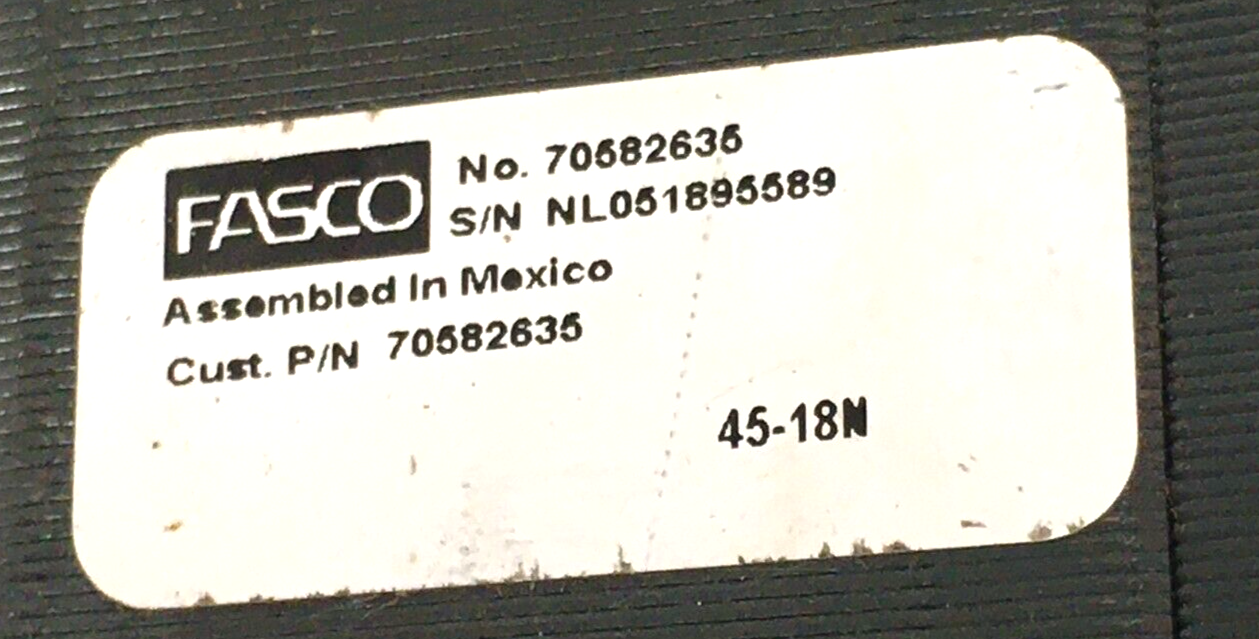 FASCO
No. 70582635
S/N NL051895589
Assembled In Mexico
Cust. P/N 70582635
45-18N